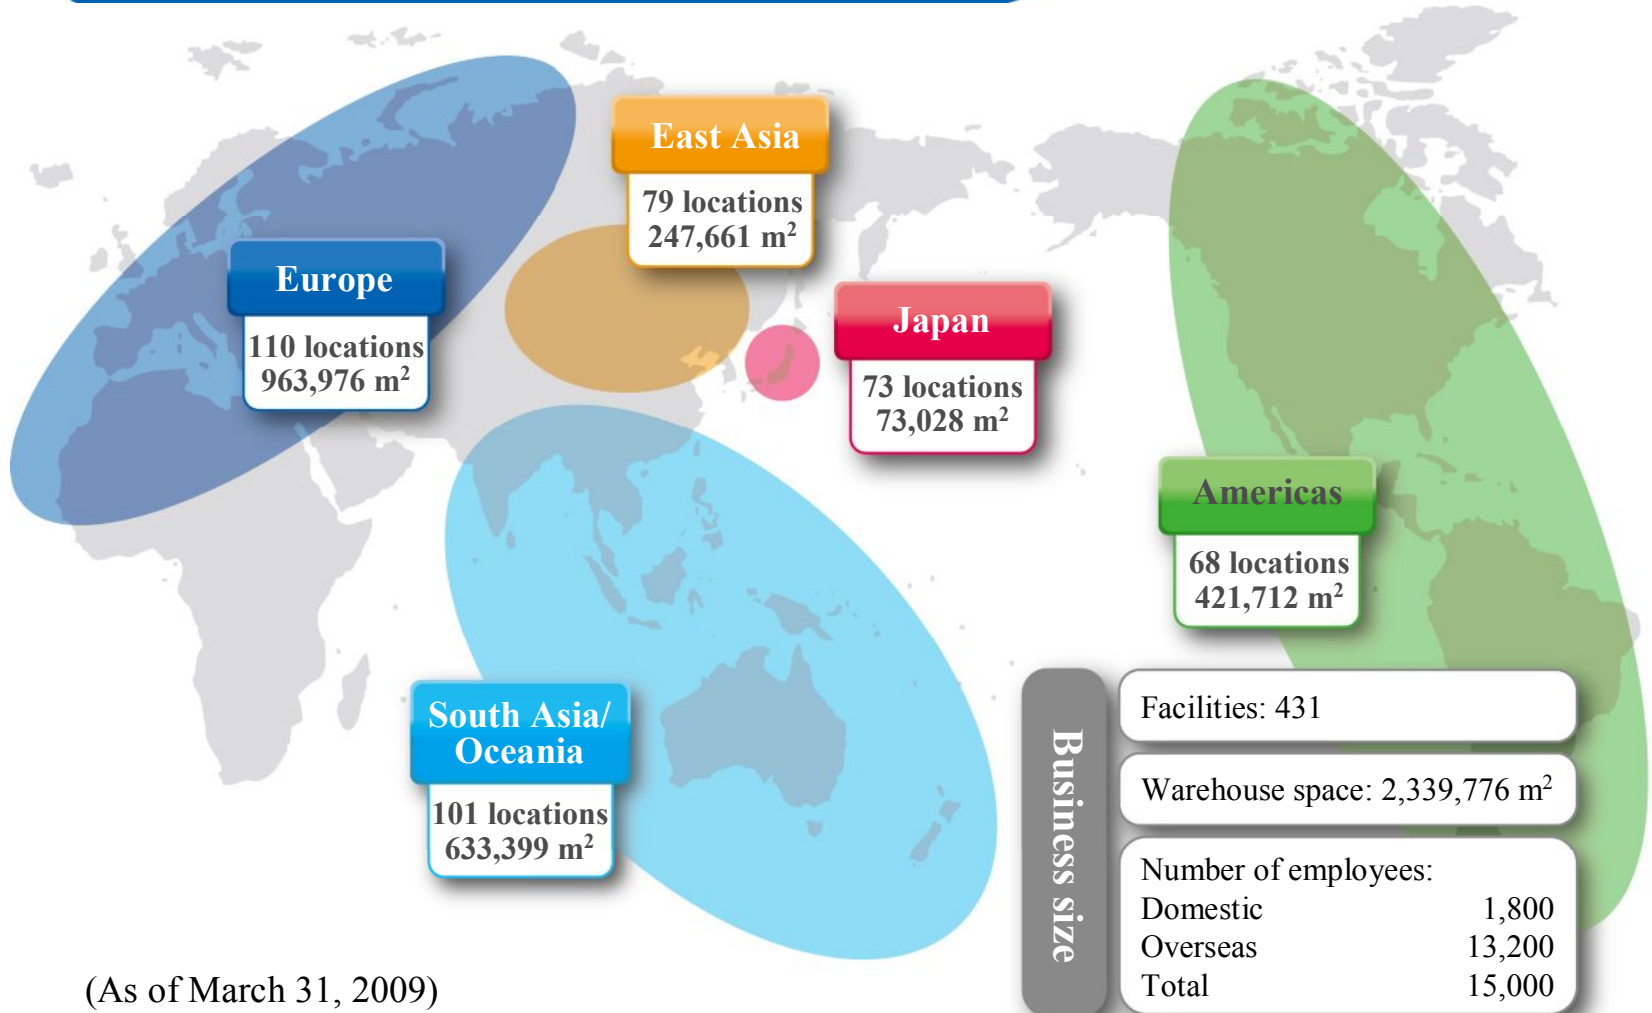 East Asia
79 locations
247,661 m²
Europe
110 locations
963,976 m²
Japan
73 locations
73,028 m²
Americas
68 locations
421,712 m²
South Asia/
Oceania
101 locations
633,399 m²
Business size
Facilities: 431
Warehouse space: 2,339,776 m²
Number of employees:
Domestic 1,800
Overseas 13,200
Total 15,000
(As of March 31, 2009)